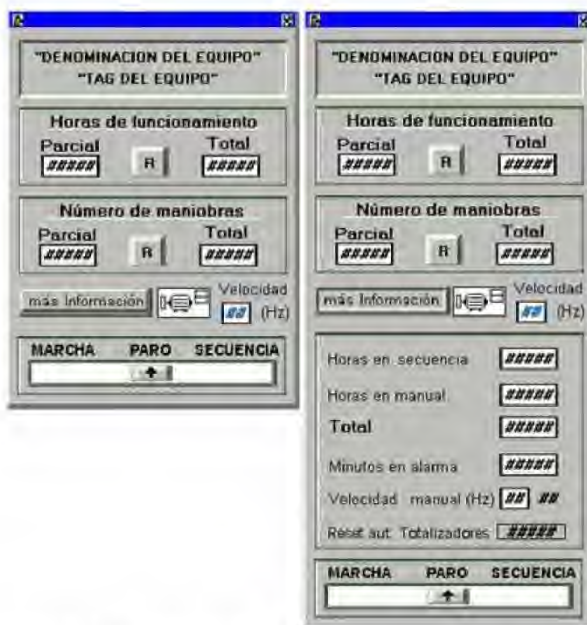 "DENOMINACION DEL EQUIPO"
"TAG DEL EQUIPO"
Horas de funcionamiento
Parcial Total
##### R #####
Número de maniobras
Parcial Total
##### R #####
más Información Velocidad
## (Hz)
MARCHA PARO SECUENCIA
"DENOMINACION DEL EQUIPO"
"TAG DEL EQUIPO"
Horas de funcionamiento
Parcial Total
##### R #####
Número de maniobras
Parcial Total
##### R #####
más Información Velocidad
## (Hz)
Horas en secuencia #####
Horas en manual #####
Total #####
Minutos en alarma #####
Velocidad manual (Hz) ## ##
Reset aut. Totalizadores #####
MARCHA PARO SECUENCIA